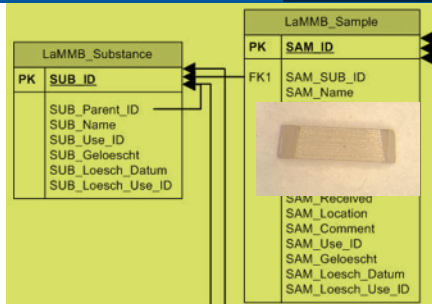 LaMMB_Substance
PK SUB_ID
SUB_Parent_ID
SUB_Name
SUB_Use_ID
SUB_Geloescht
SUB_Loesch_Datum
SUB_Loesch_Use_ID
LaMMB_Sample
PK SAM_ID
FK1 SAM_SUB_ID
SAM_Name
SAM_Received
SAM_Location
SAM_Comment
SAM_Use_ID
SAM_Geloescht
SAM_Loesch_Datum
SAM_Loesch_Use_ID